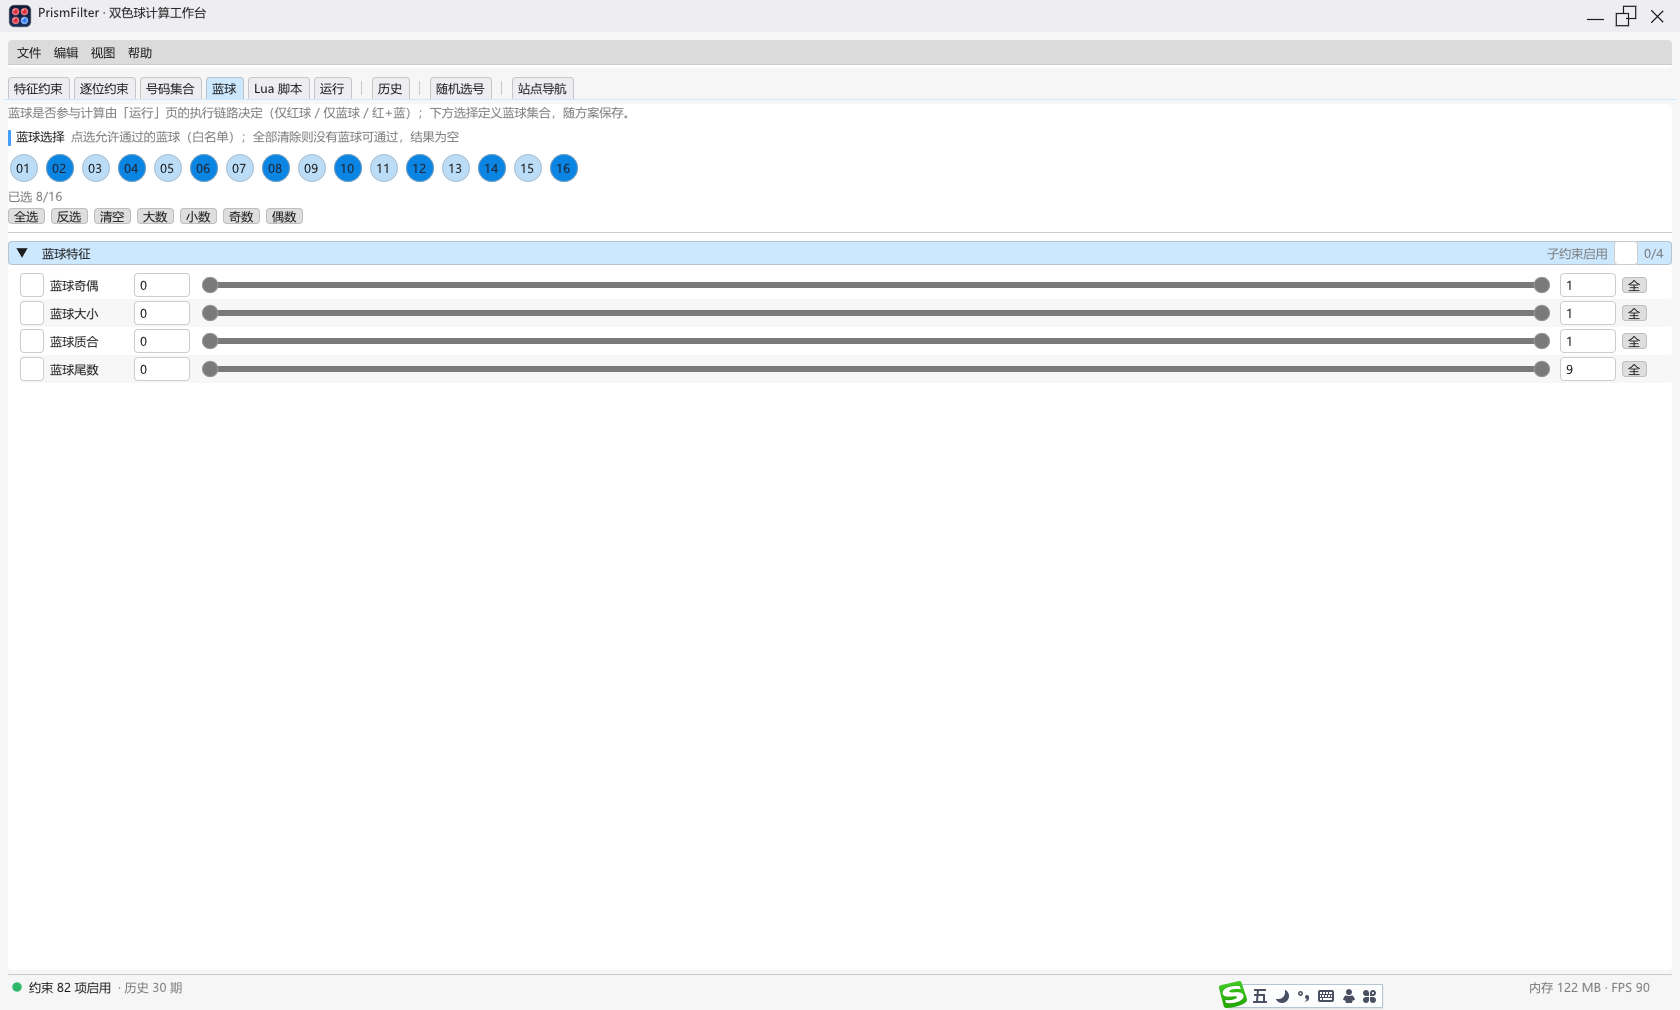 PrismFilter · 双色球计算工作台
文件 编辑 视图 帮助
特征约束 逐位约束 号码集合 蓝球 Lua 脚本 运行 历史 随机选号 站点导航
蓝球是否参与计算由「运行」页的执行链路决定（仅红球 / 仅蓝球 / 红+蓝）；下方选择定义蓝球集合，随方案保存。
蓝球选择 点选允许通过的蓝球（白名单）；全部清除则没有蓝球可通过，结果为空
01 02 03 04 05 06 07 08 09 10 11 12 13 14 15 16
已选 8/16
全选 反选 清空 大数 小数 奇数 偶数
▼ 蓝球特征 子约束启用 0/4
蓝球奇偶 0 1 全
蓝球大小 0 1 全
蓝球质合 0 1 全
蓝球尾数 0 9 全
约束 82 项启用 · 历史 30 期 S 五 内存 122 MB · FPS 90